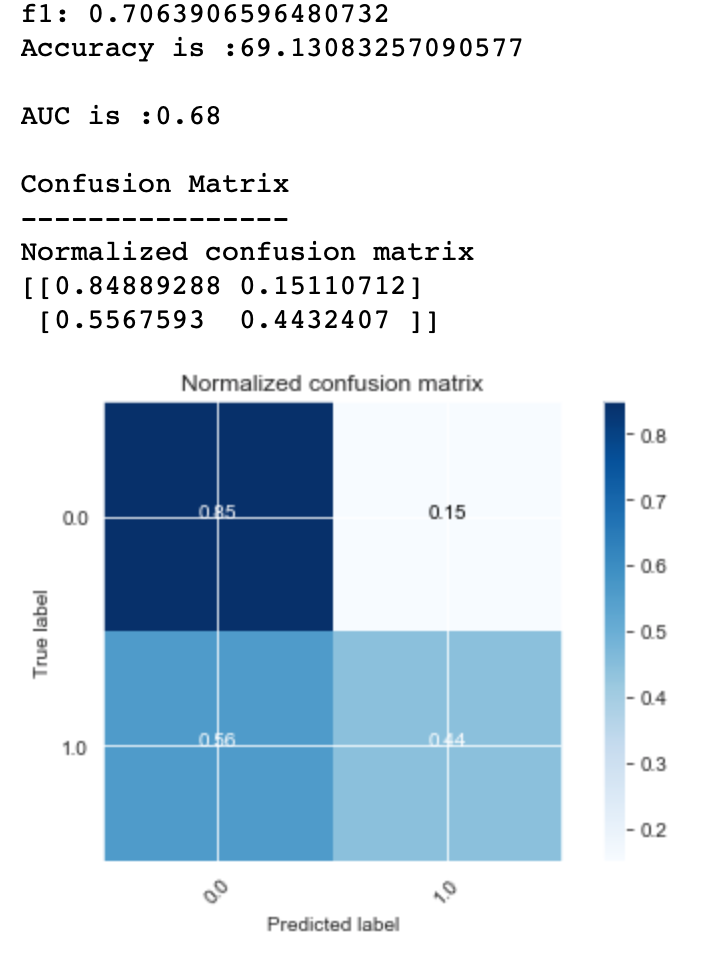 f1: 0.7063906596480732
Accuracy is :69.13083257090577
AUC is :0.68
Confusion Matrix
----------------
Normalized confusion matrix
[[0.84889288 0.15110712]
 [0.5567593  0.4432407 ]]
Normalized confusion matrix
0.8
0.7
0.6
0.5
0.4
0.3
0.2
True label
0.0
0.85
0.15
1.0
0.56
0.44
0.0
1.0
Predicted label